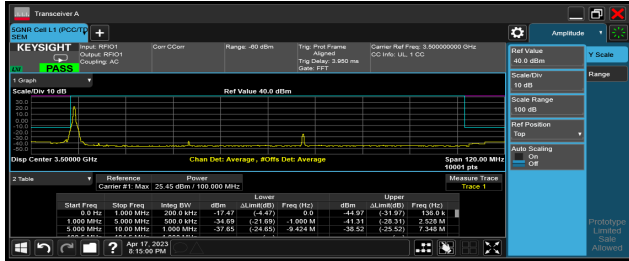 Transceiver A
5GNR Cell L1 (PCC/TD
SEM
Amplitude
KEYSIGHT
Input: RFIO1
Output: RFIO1
Coupling: AC
Corr CCorr
Range: -80 dBm
Trig: Prot Frame
Aligned
Trig Delay: 3.950 ms
Gate: FFT
Carrier Ref Freq: 3.500000000 GHz
CC Info: UL, 1 CC
PASS
Ref Value
40.0 dBm
Y Scale
Scale/Div
10 dB
Range
Scale Range
100 dB
Ref Position
Top
Auto Scaling
On
Off
1 Graph
Scale/Div 10 dB
Ref Value 40.0 dBm
30.0
20.0
10.0
0.00
-10.0
-20.0
-30.0
-40.0
-50.0
Disp Center 3.50000 GHz
Chan Det: Average , #Offs Det: Average
Span 120.00 MHz
10001 pts
2 Table
Reference Power
Carrier #1: Max 25.45 dBm / 100.000 MHz
Measure Trace
Trace 1
Lower Upper
Start Freq Stop Freq Integ BW dBm ΔLimit(dB) Freq (Hz) dBm ΔLimit(dB) Freq (Hz)
0.0 Hz 1.000 MHz 200.0 kHz -17.47 (-4.47) 0.0 -44.97 (-31.97) 136.0 k
1.000 MHz 5.000 MHz 500.0 kHz -34.69 (-21.69) -1.000 M -41.31 (-28.31) 2.528 M
5.000 MHz 10.00 MHz 1.000 MHz -37.65 (-24.65) -9.424 M -38.52 (-25.52) 7.348 M
Prototype
Limited
Sale
Allowed
?
Apr 17, 2023
8:15:00 PM